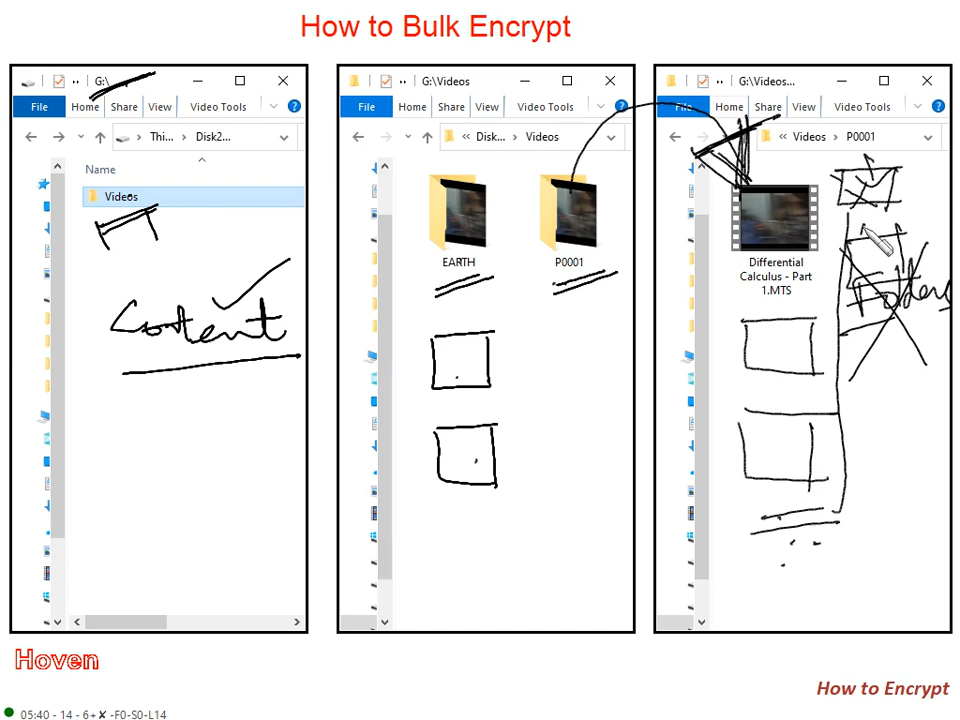 How to Bulk Encrypt
G:\
File Home Share View Video Tools
Thi... Disk2...
Name
Videos
Content
G:\Videos
File Home Share View Video Tools
« Disk... Videos
EARTH P0001
G:\Videos...
File Home Share View Video Tools
« Videos P0001
Differential
Calculus - Part
1.MTS
Folders
Hoven
How to Encrypt
05:40 - 14 - 6+✘ -F0-S0-L14